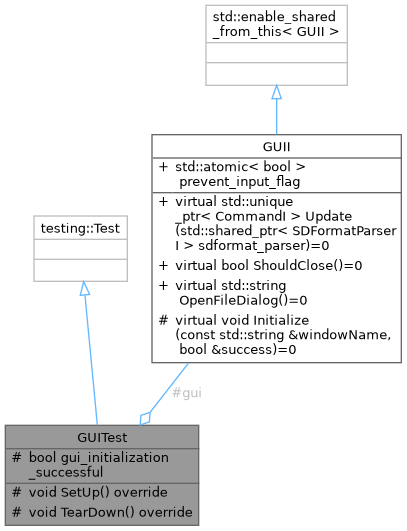 std::enable_shared
_from_this< GUII >
GUII
+ std::atomic< bool >
prevent_input_flag
+ virtual std::unique
_ptr< CommandI > Update
(std::shared_ptr< SDFormatParser
I > sdformat_parser)=0
+ virtual bool ShouldClose()=0
+ virtual std::string
OpenFileDialog()=0
# virtual void Initialize
(const std::string &windowName,
bool &success)=0
testing::Test
#gui
GUITest
# bool gui_initialization
_successful
# void SetUp() override
# void TearDown() override